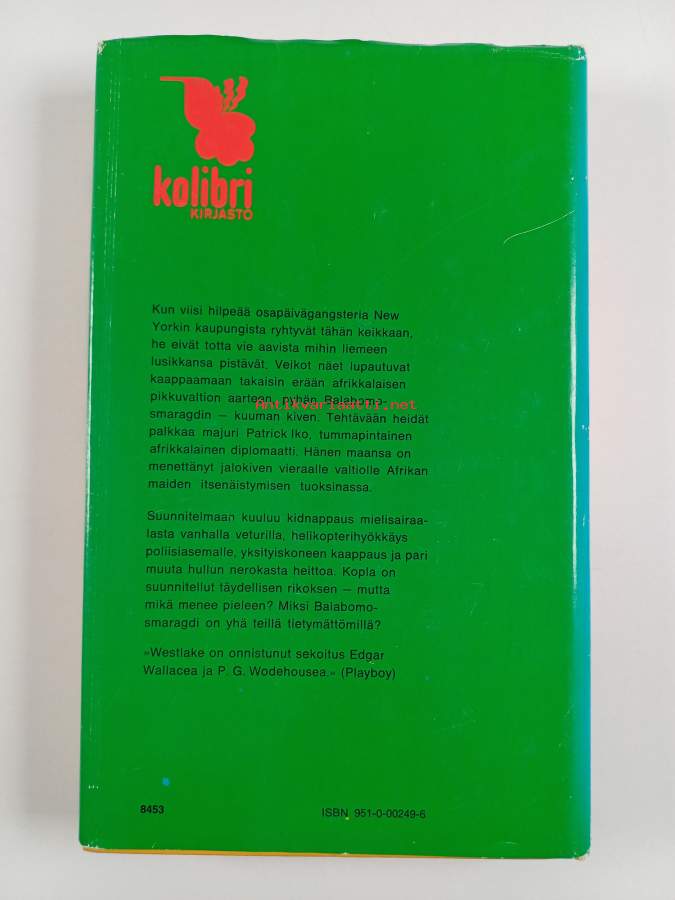 kolibri
KIRJASTO
Kun viisi hilpeää osapäivägangsteria New
Yorkin kaupungista ryhtyvät tähän keikkaan,
he eivät totta vie aavista mihin liemeen
lusikkansa pistävät. Veikot näet lupautuvat
kaappaamaan takaisin erään afrikkalaisen
pikkuvaltion aarteen, pyhän Balabomo-
Antikvariaatti.net
smaragdin — kuuman kiven. Tehtävään heidät
palkkaa majuri Patrick Iko, tummapintainen
afrikkalainen diplomaatti. Hänen maansa on
menettänyt jalokiven vieraalle valtiolle Afrikan
maiden itsenäistymisen tuoksinassa.
Suunnitelmaan kuuluu kidnappaus mielisairaa-
lasta vanhalla veturilla, helikopterihyökkäys
poliisiasemalle, yksityiskoneen kaappaus ja pari
muuta hullun nerokasta heittoa. Kopla on
suunnitellut täydellisen rikoksen — mutta
mikä menee pieleen? Miksi Balabomo-
smaragdi on yhä teillä tietymättömillä?
»Westlake on onnistunut sekoitus Edgar
Wallacea ja P. G. Wodehousea.» (Playboy)
8453
ISBN 951-0-00249-6